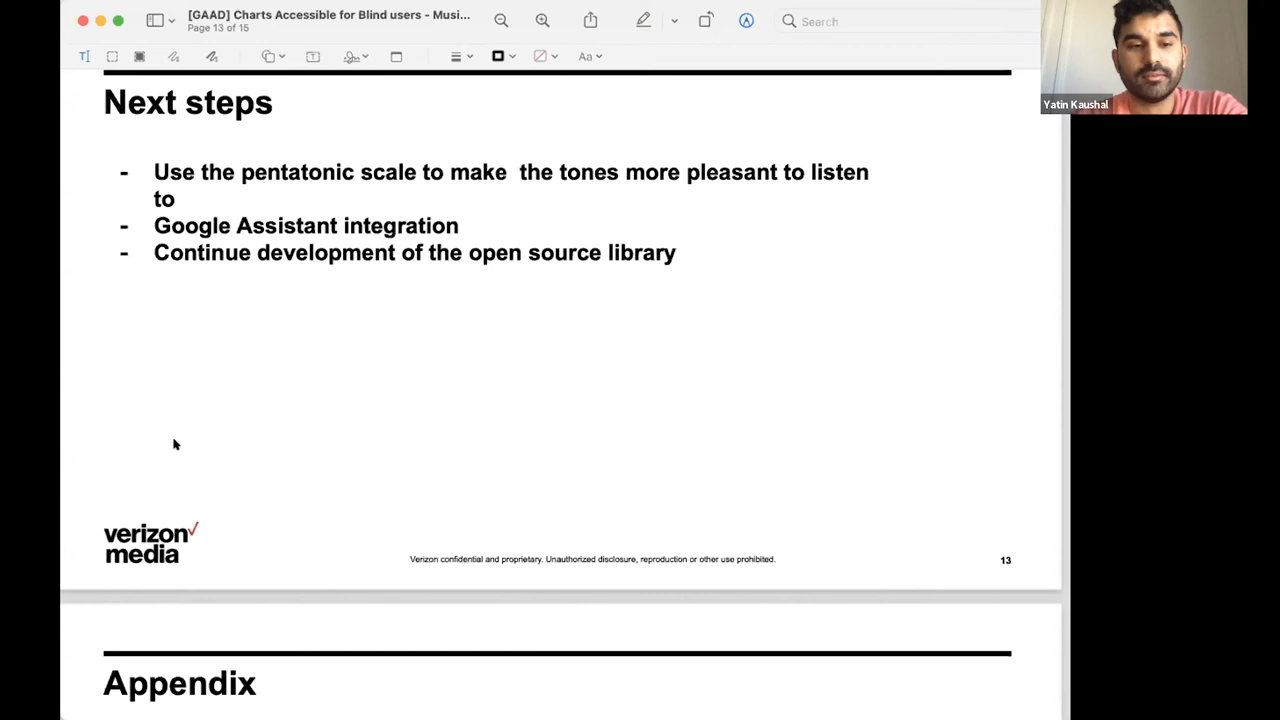 [GAAD] Charts Accessible for Blind users - Musi...
Page 13 of 15
Search
Aa
Yatin Kaushal
Next steps
- Use the pentatonic scale to make  the tones more pleasant to listen
to
- Google Assistant integration
- Continue development of the open source library
verizon✓
media
Verizon confidential and proprietary. Unauthorized disclosure, reproduction or other use prohibited.
13
Appendix